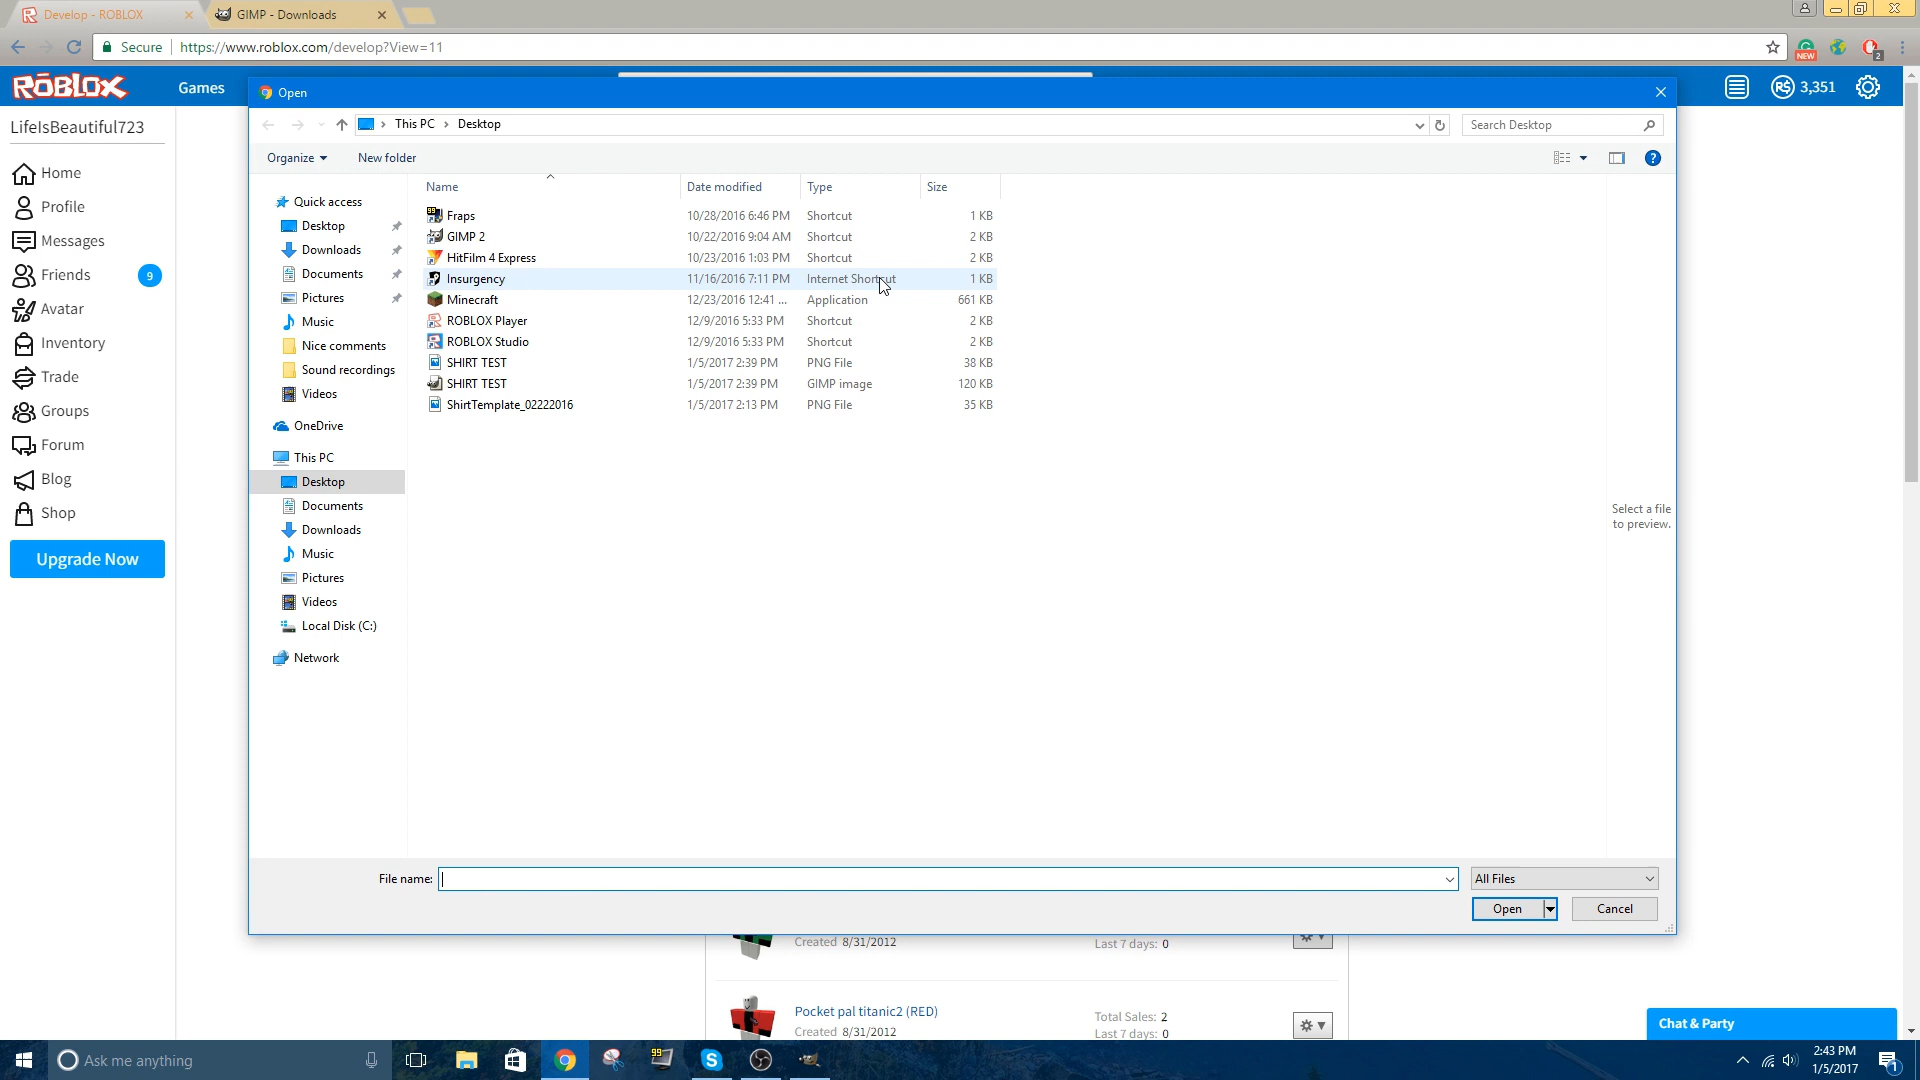 Develop - ROBLOX
GIMP - Downloads
Secure
https://www.roblox.com/develop?View=11
NEW
2
ROBLOX
Games
R$ 3,351
LifeIsBeautiful723
Home
Profile
Messages
Friends 9
Avatar
Inventory
Trade
Groups
Forum
Blog
Shop
Upgrade Now
Open
This PC > Desktop
Search Desktop
Organize
New folder
?
Quick access
Desktop
Downloads
Documents
Pictures
Music
Nice comments
Sound recordings
Videos
OneDrive
This PC
Desktop
Documents
Downloads
Music
Pictures
Videos
Local Disk (C:)
Network
Name Date modified Type Size
Fraps 10/28/2016 6:46 PM Shortcut 1 KB
GIMP 2 10/22/2016 9:04 AM Shortcut 2 KB
HitFilm 4 Express 10/23/2016 1:03 PM Shortcut 2 KB
Insurgency 11/16/2016 7:11 PM Internet Shortcut 1 KB
Minecraft 12/23/2016 12:41 ... Application 661 KB
ROBLOX Player 12/9/2016 5:33 PM Shortcut 2 KB
ROBLOX Studio 12/9/2016 5:33 PM Shortcut 2 KB
SHIRT TEST 1/5/2017 2:39 PM PNG File 38 KB
SHIRT TEST 1/5/2017 2:39 PM GIMP image 120 KB
ShirtTemplate_02222016 1/5/2017 2:13 PM PNG File 35 KB
Select a file
to preview.
File name:
All Files
Open
Cancel
Created 8/31/2012
Last 7 days: 0
Pocket pal titanic2 (RED)
Created 8/31/2012
Total Sales: 2
Last 7 days: 0
Chat & Party
Ask me anything
99
2:43 PM
1/5/2017
1